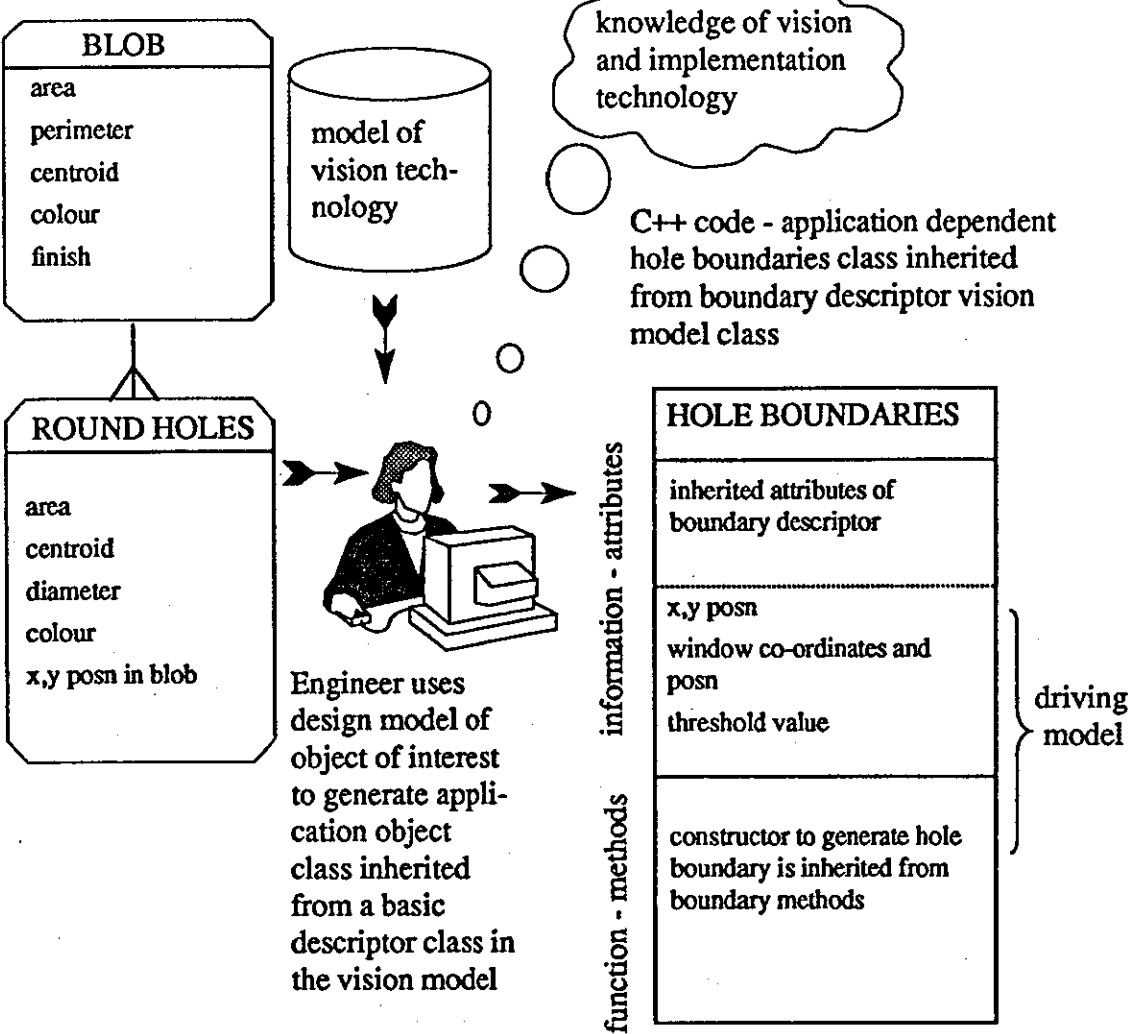 BLOB
area
perimeter
centroid
colour
finish
model of
vision tech-
nology
knowledge of vision
and implementation
technology
C++ code - application dependent
hole boundaries class inherited
from boundary descriptor vision
model class
ROUND HOLES
area
centroid
diameter
colour
x,y posn in blob
Engineer uses
design model of
object of interest
to generate appli-
cation object
class inherited
from a basic
descriptor class in
the vision model
information - attributes
function - methods
HOLE BOUNDARIES
inherited attributes of
boundary descriptor
x,y posn
window co-ordinates and
posn
threshold value
constructor to generate hole
boundary is inherited from
boundary methods
driving
model